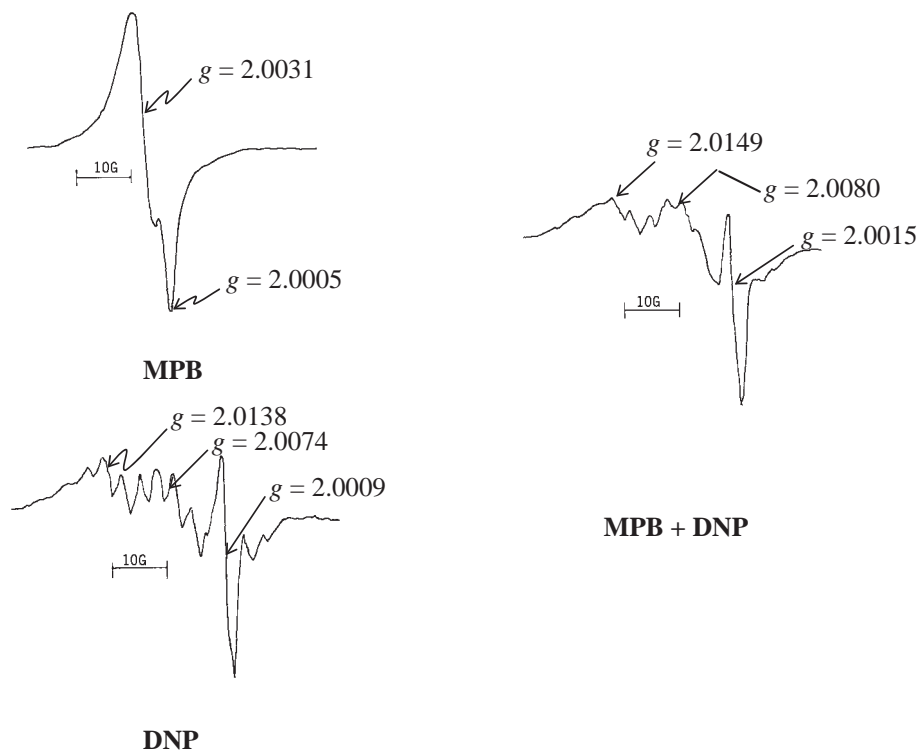 g = 2.0031
10G
g = 2.0005
MPB
g = 2.0149
g = 2.0080
g = 2.0015
10G
MPB + DNP
g = 2.0138
g = 2.0074
g = 2.0009
10G
DNP